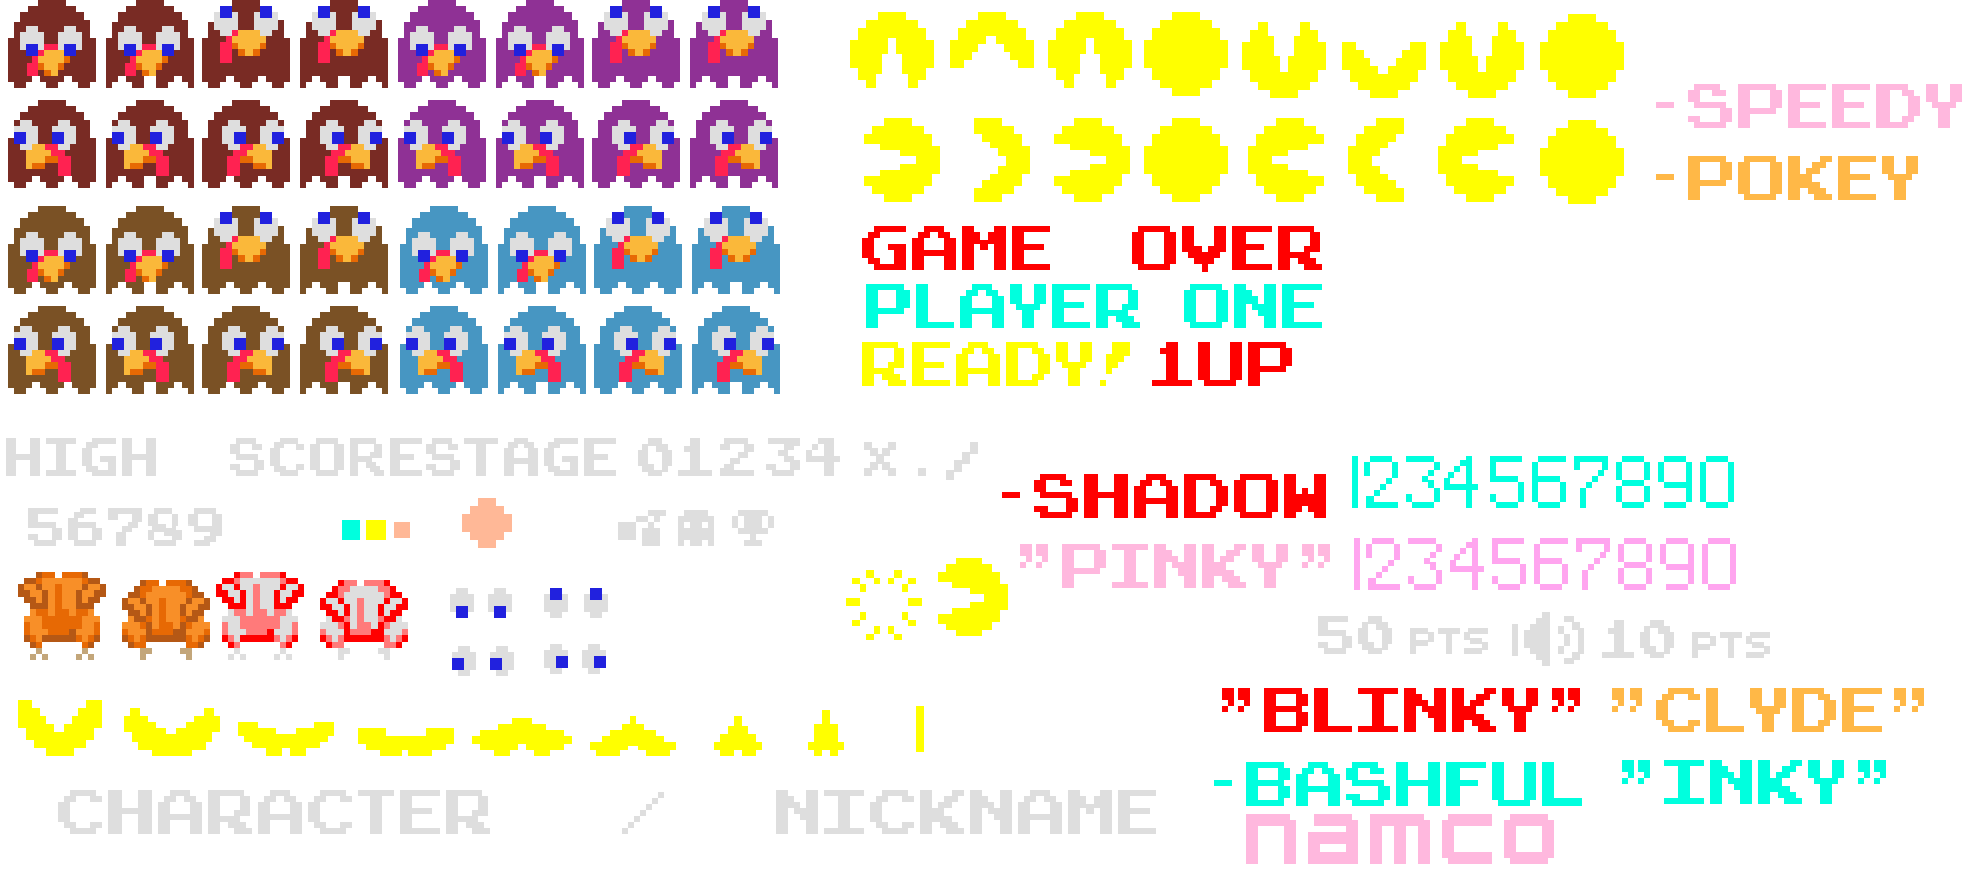 -SPEEDY
-POKEY
GAME OVER
PLAYER ONE
READY! 1UP
HIGH SCORESTAGE 01234 X . /
56789
-SHADOW 1234567890
"PINKY" 1234567890
50 PTS 10 PTS
"BLINKY" "CLYDE"
-BASHFUL "INKY"
CHARACTER / NICKNAME
namco